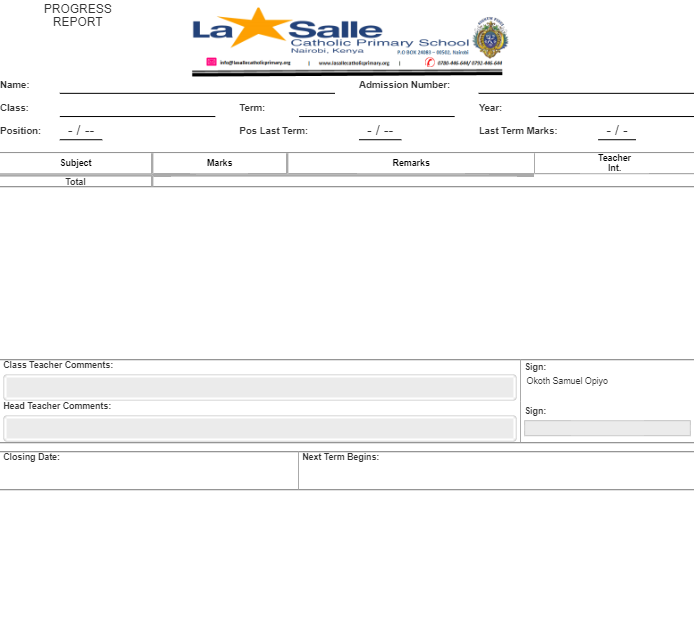 PROGRESS
REPORT
La Salle
Catholic Primary School
Nairobi, Kenya
P.O BOX 24083 – 00502, Nairobi
info@lasallecatholicprimary.org | www.lasallecatholicprimary.org | 0780-446-644/ 0792-446-644
Name: Admission Number:
Class: Term: Year:
Position: - / -- Pos Last Term: - / -- Last Term Marks: - / -
Subject Marks Remarks Teacher Int.
Total
Class Teacher Comments: Sign:
Okoth Samuel Opiyo
Head Teacher Comments: Sign:
Closing Date: Next Term Begins: